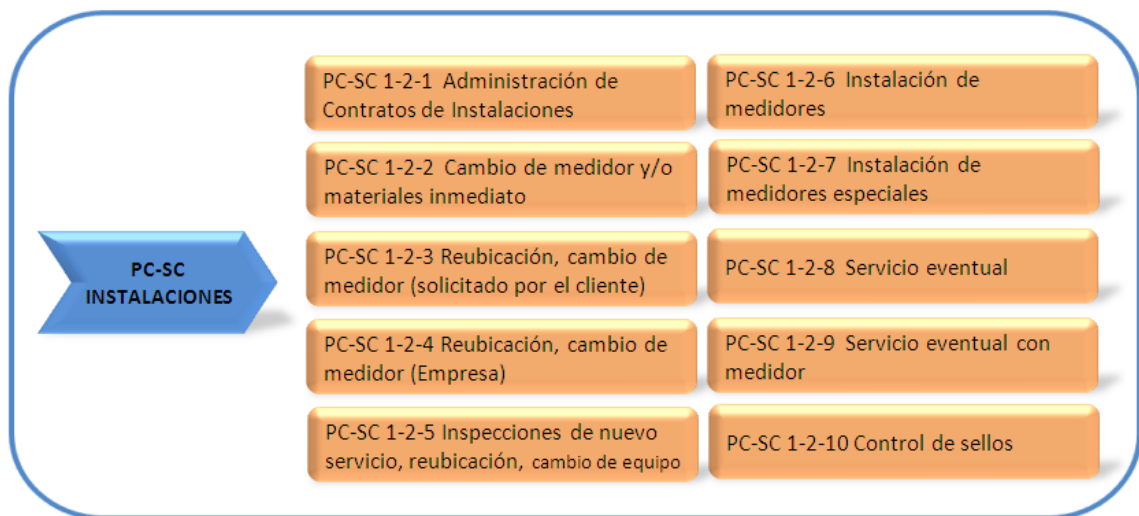 PC-SC
INSTALACIONES
PC-SC 1-2-1 Administración de
Contratos de Instalaciones
PC-SC 1-2-2 Cambio de medidor y/o
materiales inmediato
PC-SC 1-2-3 Reubicación, cambio de
medidor (solicitado por el cliente)
PC-SC 1-2-4 Reubicación, cambio de
medidor (Empresa)
PC-SC 1-2-5 Inspecciones de nuevo
servicio, reubicación, cambio de equipo
PC-SC 1-2-6 Instalación de
medidores
PC-SC 1-2-7 Instalación de
medidores especiales
PC-SC 1-2-8 Servicio eventual
PC-SC 1-2-9 Servicio eventual con
medidor
PC-SC 1-2-10 Control de sellos